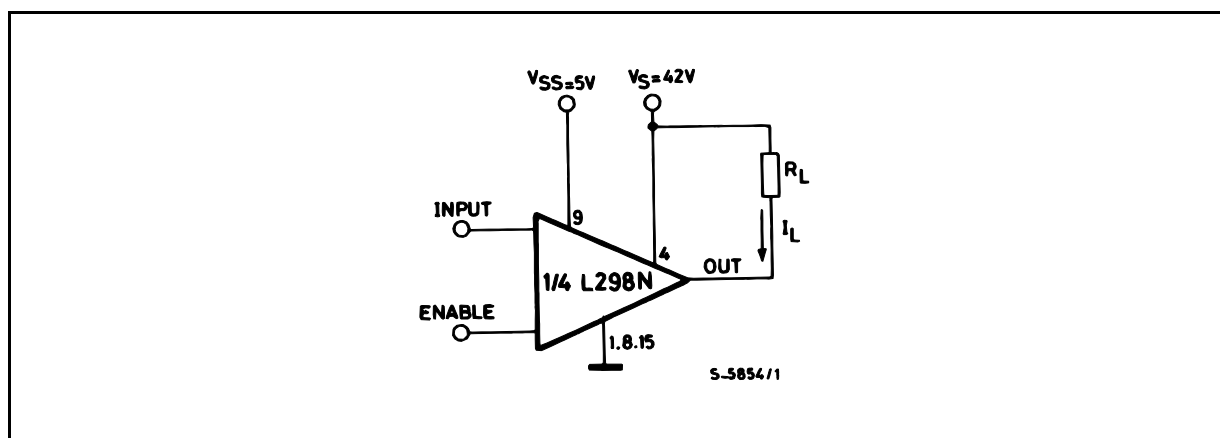 VSS=5V
VS=42V
RL
INPUT
9
IL
4
OUT
1/4 L298N
ENABLE
1.8.15
S-5854/1